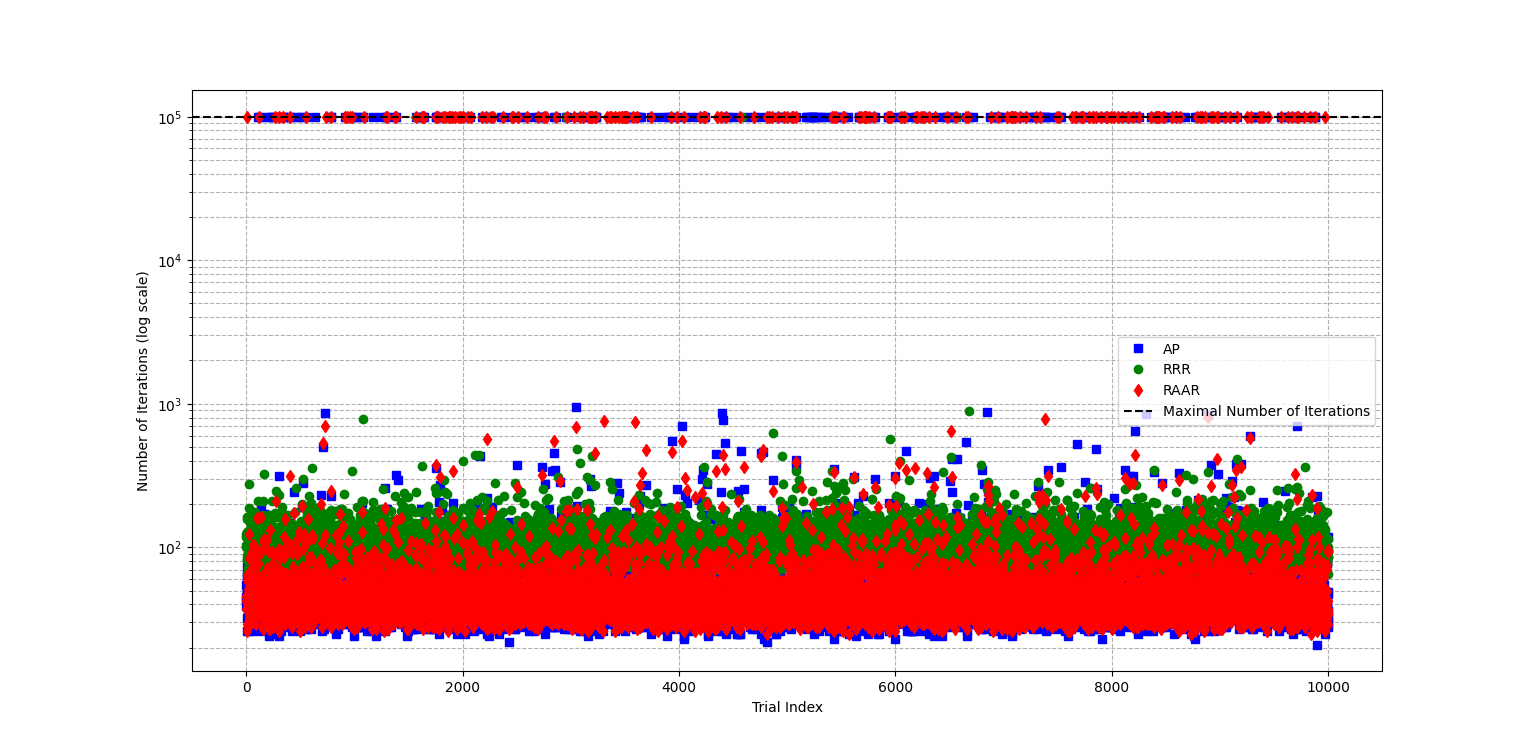 10^5
10^4
10^3
10^2
Number of Iterations (log scale)
AP
RRR
RAAR
Maximal Number of Iterations
0 2000 4000 6000 8000 10000
Trial Index